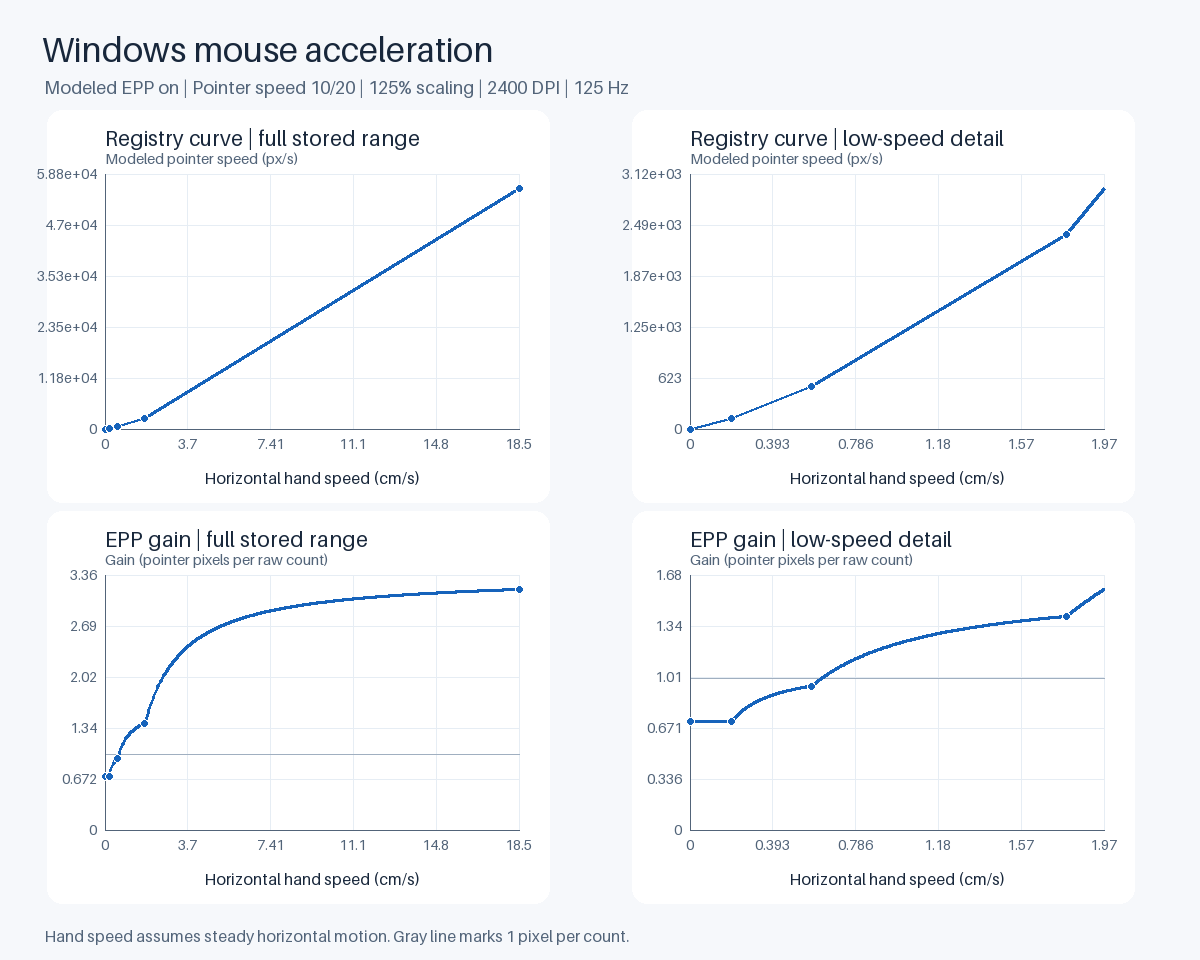 Windows mouse acceleration
Modeled EPP on | Pointer speed 10/20 | 125% scaling | 2400 DPI | 125 Hz
Registry curve | full stored range
Modeled pointer speed (px/s)
5.88e+04
4.7e+04
3.53e+04
2.35e+04
1.18e+04
0
0 3.7 7.41 11.1 14.8 18.5
Horizontal hand speed (cm/s)
Registry curve | low-speed detail
Modeled pointer speed (px/s)
3.12e+03
2.49e+03
1.87e+03
1.25e+03
623
0
0 0.393 0.786 1.18 1.57 1.97
Horizontal hand speed (cm/s)
EPP gain | full stored range
Gain (pointer pixels per raw count)
3.36
2.69
2.02
1.34
0.672
0
0 3.7 7.41 11.1 14.8 18.5
Horizontal hand speed (cm/s)
EPP gain | low-speed detail
Gain (pointer pixels per raw count)
1.68
1.34
1.01
0.671
0.336
0
0 0.393 0.786 1.18 1.57 1.97
Horizontal hand speed (cm/s)
Hand speed assumes steady horizontal motion. Gray line marks 1 pixel per count.